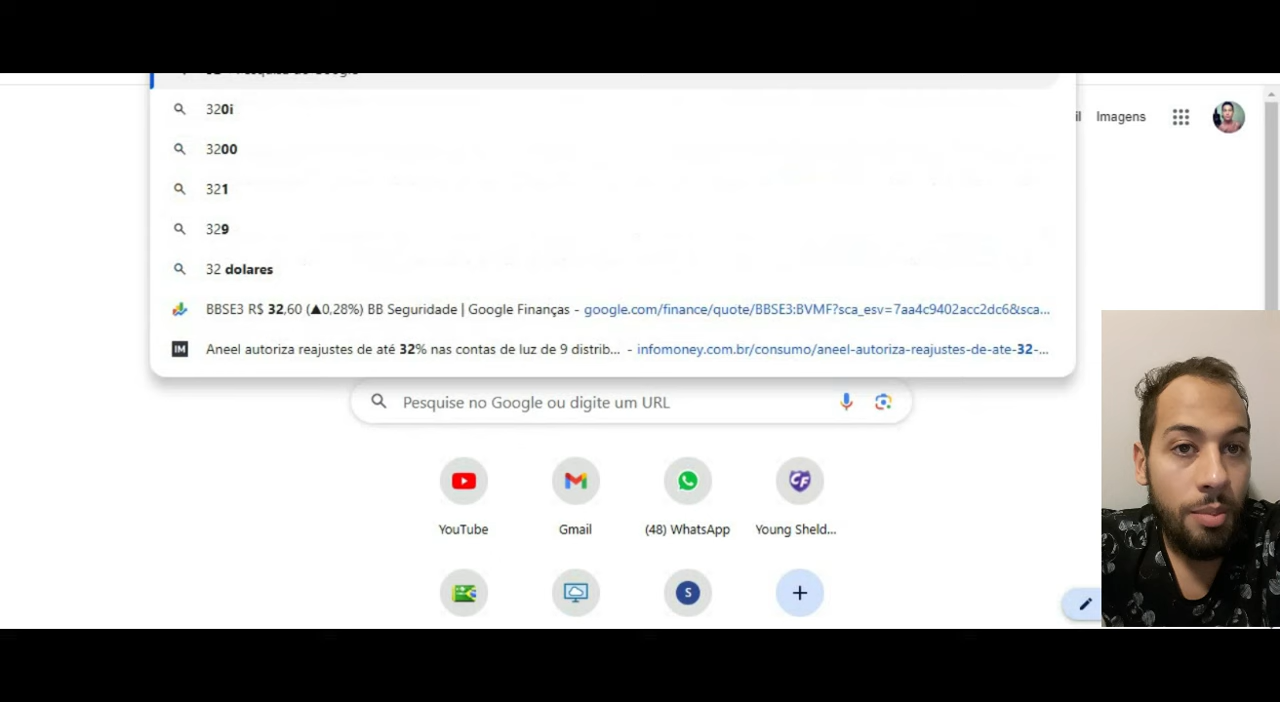 320i
3200
321
329
32 dolares
BBSE3 R$ 32,60 (▲0,28%) BB Seguridade | Google Finanças - google.com/finance/quote/BBSE3:BVMF?sca_esv=7aa4c9402acc2dc6&sca...
IM Aneel autoriza reajustes de até 32% nas contas de luz de 9 distrib... - infomoney.com.br/consumo/aneel-autoriza-reajustes-de-ate-32-...
Imagens
Pesquise no Google ou digite um URL
YouTube
Gmail
(48) WhatsApp
CF
Young Sheld...
S